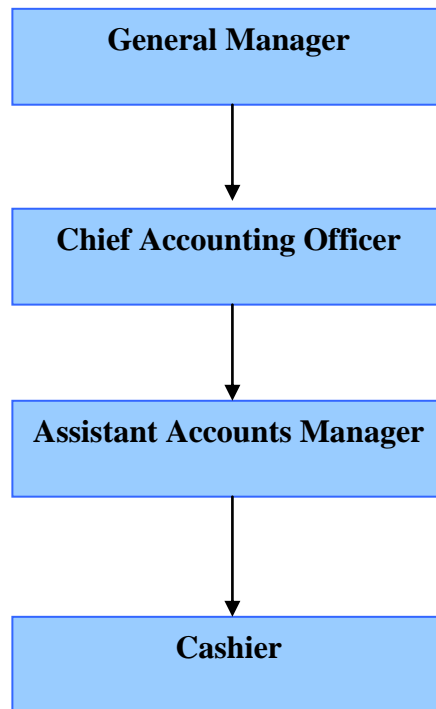 General Manager
Chief Accounting Officer
Assistant Accounts Manager
Cashier